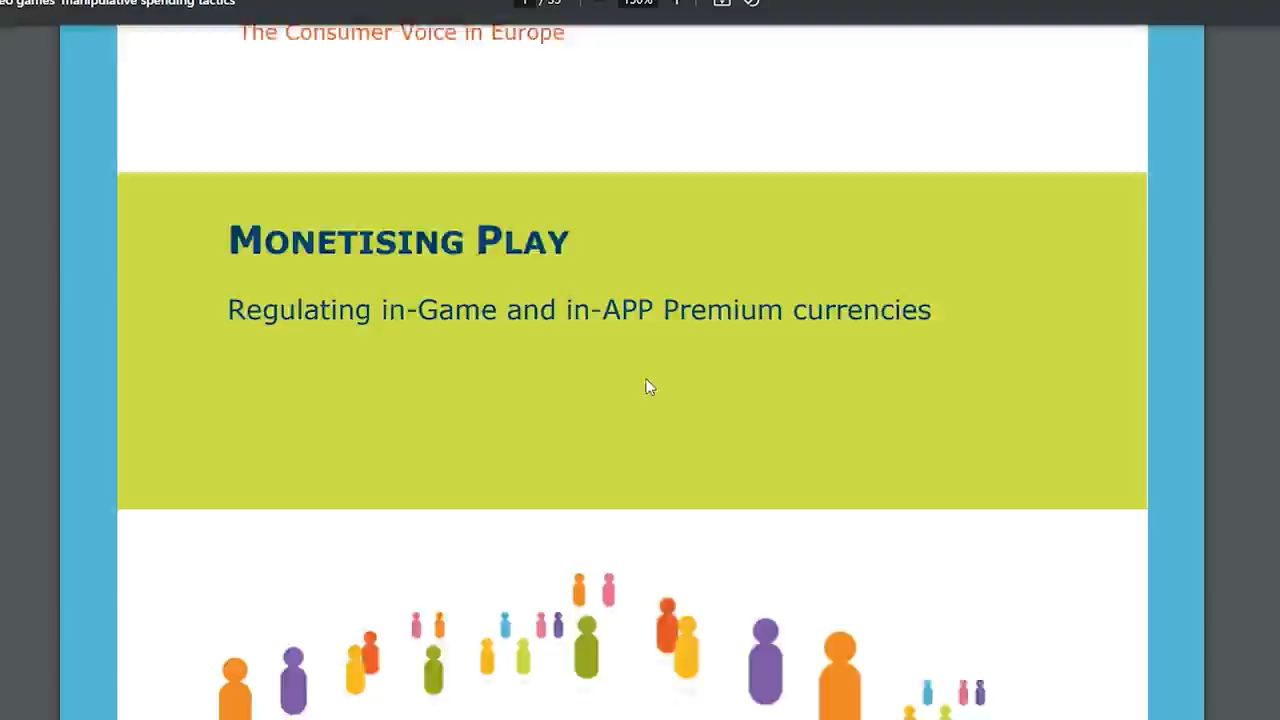 games' manipulative spending tactics
The Consumer Voice in Europe
MONETISING PLAY
Regulating in-Game and in-APP Premium currencies